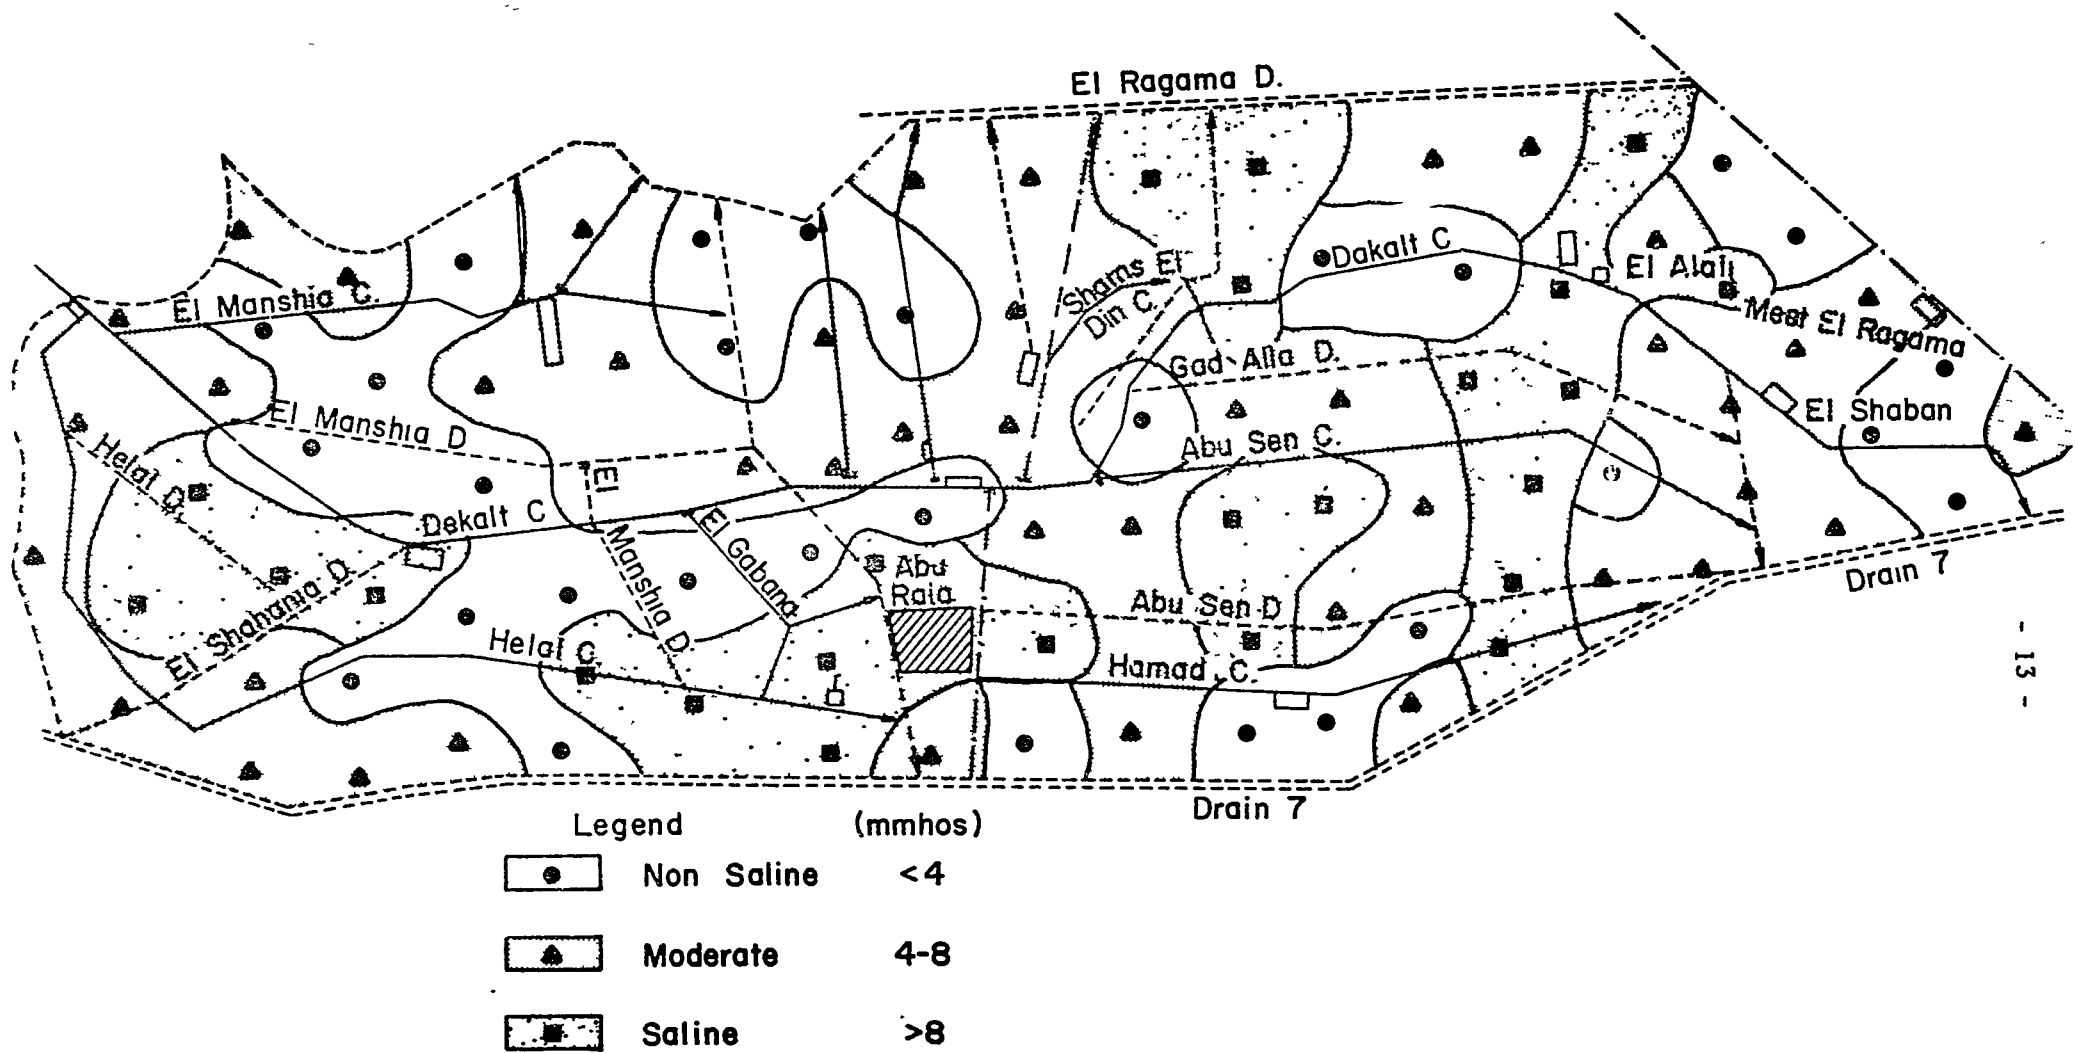 El Ragama D.
El Manshia C.
Shams El
Din C.
Dakalt C
El Alali
Meet El Ragama
Gad Alla D.
El Shaban
El Manshia D
Abu Sen C.
Helal D
El
Manshia D.
Dekalt C
El Gabana
Abu
Raia
El Shahania D.
Abu Sen D
Drain 7
Helal C.
Hamad C.
- 13 -
Drain 7
Legend (mmhos)
Non Saline <4
Moderate 4-8
Saline >8